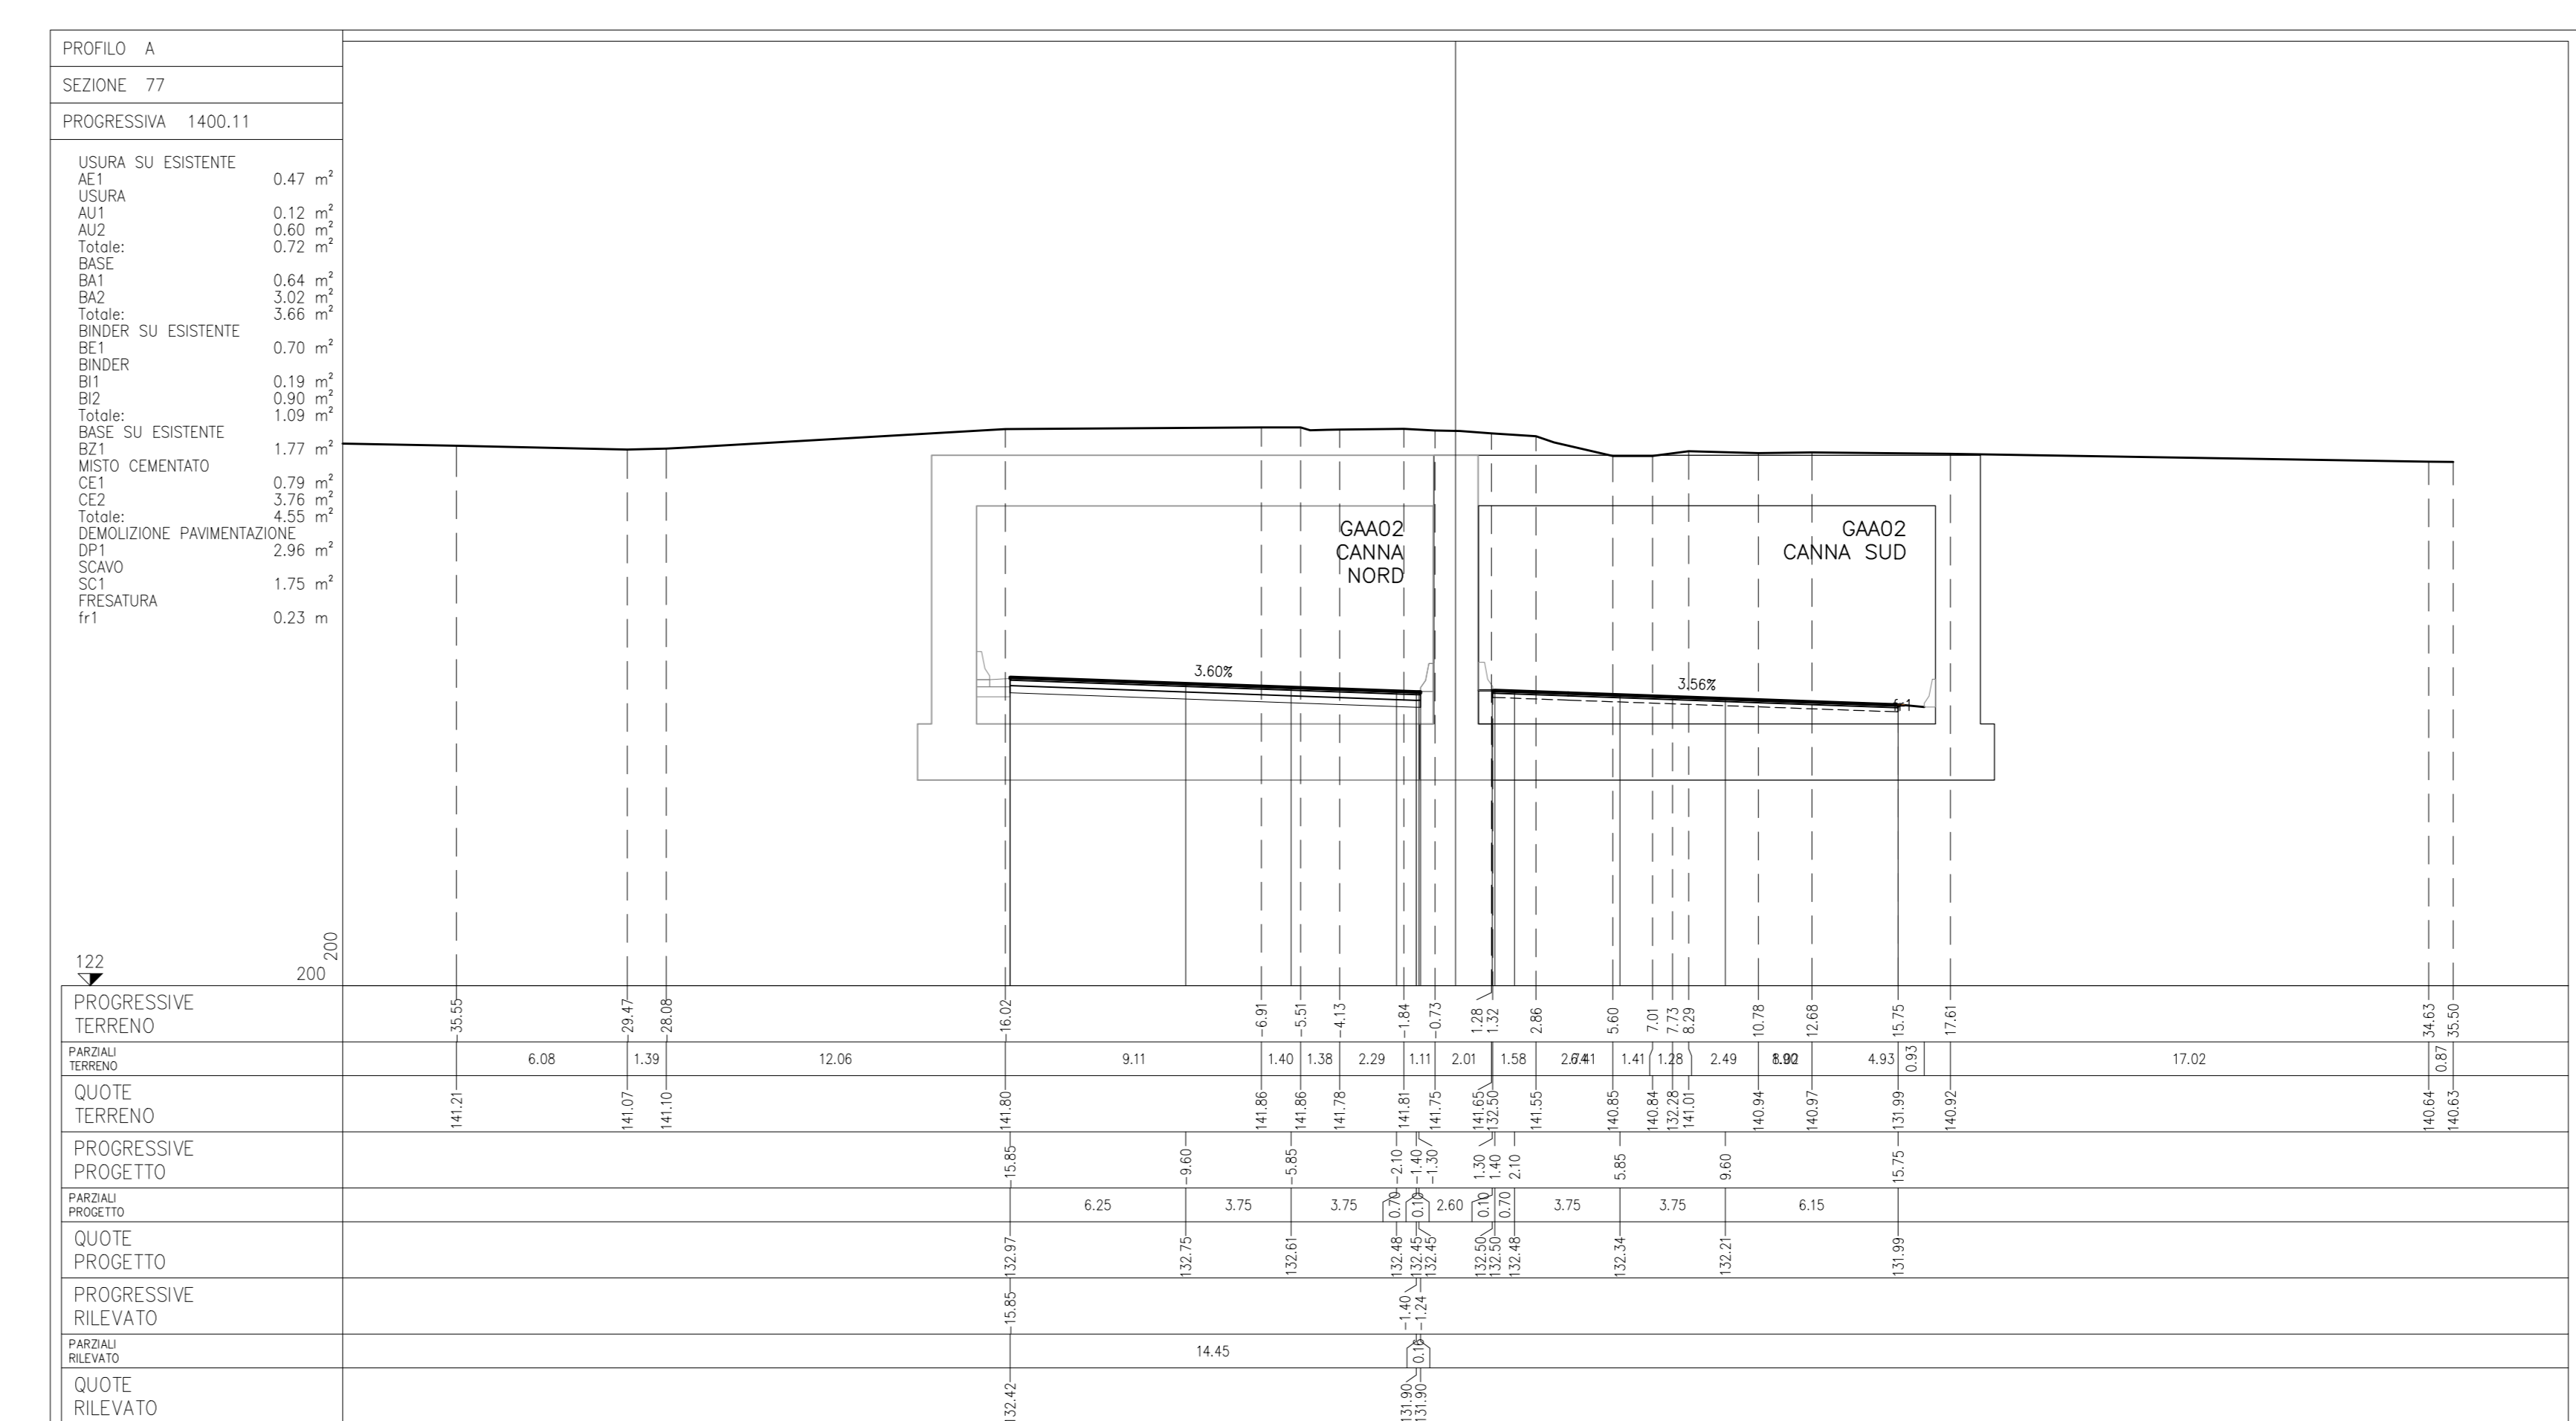 PROFILO A
SEZIONE 77
PROGRESSIVA 1400.11
USURA SU ESISTENTE
AE1 0.47 m²
USURA
AU1 0.12 m²
AU2 0.60 m²
Totale: 0.72 m²
BASE
BA1 0.64 m²
BA2 3.02 m²
Totale: 3.66 m²
BINDER SU ESISTENTE
BE1 0.70 m²
BINDER
BI1 0.19 m²
BI2 0.90 m²
Totale: 1.09 m²
BASE SU ESISTENTE
BZ1 1.77 m²
MISTO CEMENTATO
CE1 0.79 m²
CE2 3.76 m²
Totale: 4.55 m²
DEMOLIZIONE PAVIMENTAZIONE
DP1 2.96 m²
SCAVO
SC1 1.75 m²
FRESATURA
fr1 0.23 m
GAA02
CANNA
NORD
GAA02
CANNA SUD
3.60%
3.56%
fr1
122
200
200
PROGRESSIVE
TERRENO
-35.55 -29.47 -28.08 -16.02 -6.91 -5.51 -4.13 -1.84 -0.73 1.28 1.32 2.86 5.60 7.01 7.73 8.29 10.78 12.68 15.75 17.61 34.63 35.50
PARZIALI
TERRENO
6.08 1.39 12.06 9.11 1.40 1.38 2.29 1.11 2.01 1.58 2.74 6.41 1.41 1.28 2.49 1.90 4.93 0.93 17.02 0.87
QUOTE
TERRENO
141.21 141.07 141.10 141.80 141.86 141.86 141.78 141.81 141.75 141.65 132.50 141.55 140.85 140.84 132.28 141.01 140.94 140.97 131.99 140.92 140.64 140.63
PROGRESSIVE
PROGETTO
-15.85 -9.60 -5.85 -2.10 -1.40 -1.30 1.30 1.40 2.10 5.85 9.60 15.75
PARZIALI
PROGETTO
6.25 3.75 3.75 0.70 0.10 2.60 0.10 0.70 3.75 3.75 6.15
QUOTE
PROGETTO
132.97 132.75 132.61 132.48 132.45 132.45 132.50 132.50 132.48 132.34 132.21 131.99
PROGRESSIVE
RILEVATO
-15.85 -1.40 -1.24
PARZIALI
RILEVATO
14.45 0.16
QUOTE
RILEVATO
132.42 131.90 131.90